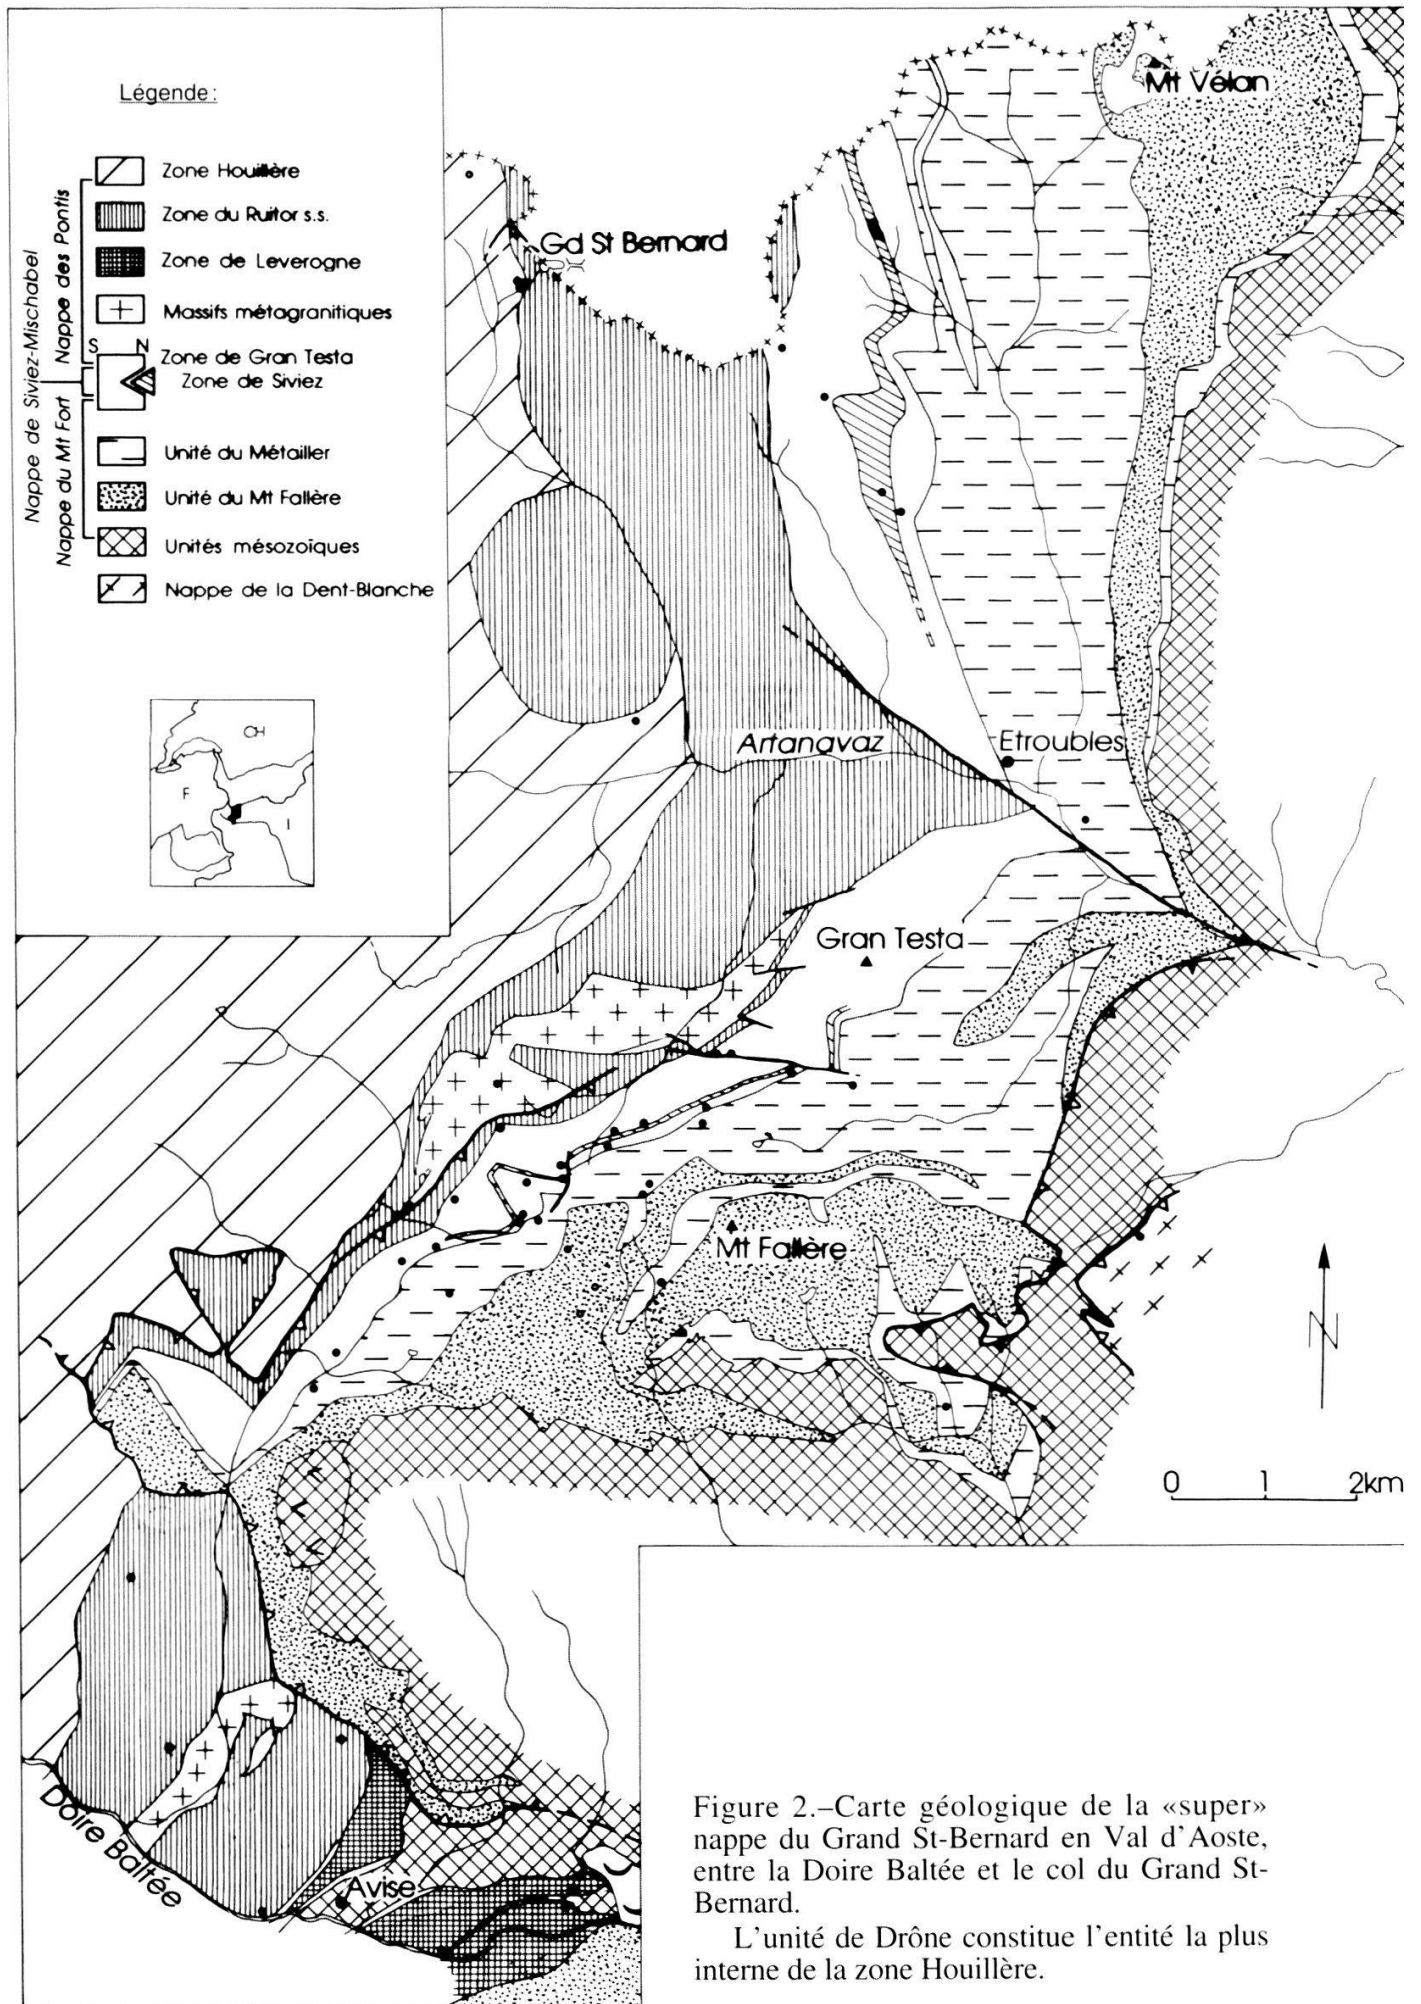 Légende:
Zone Houillère
Zone du Ruitor s.s.
Zone de Leverogne
Massifs métagranitiques
S N
Zone de Gran Testa
Zone de Siviez
Unité du Métailler
Unité du Mt Fallère
Unités mésozoïques
Nappe de la Dent-Blanche
Nappe de Siviez-Mischabel
Nappe des Pontis
Nappe du Mt Fort
CH
F
I
Mt Vélan
Gd St Bernard
Artanavaz
Etroubles
Gran Testa
Mt Fallère
N
0 1 2km
Doire Baltée
Avise
Figure 2.–Carte géologique de la «super»
nappe du Grand St-Bernard en Val d'Aoste,
entre la Doire Baltée et le col du Grand St-
Bernard.
L'unité de Drône constitue l'entité la plus
interne de la zone Houillère.